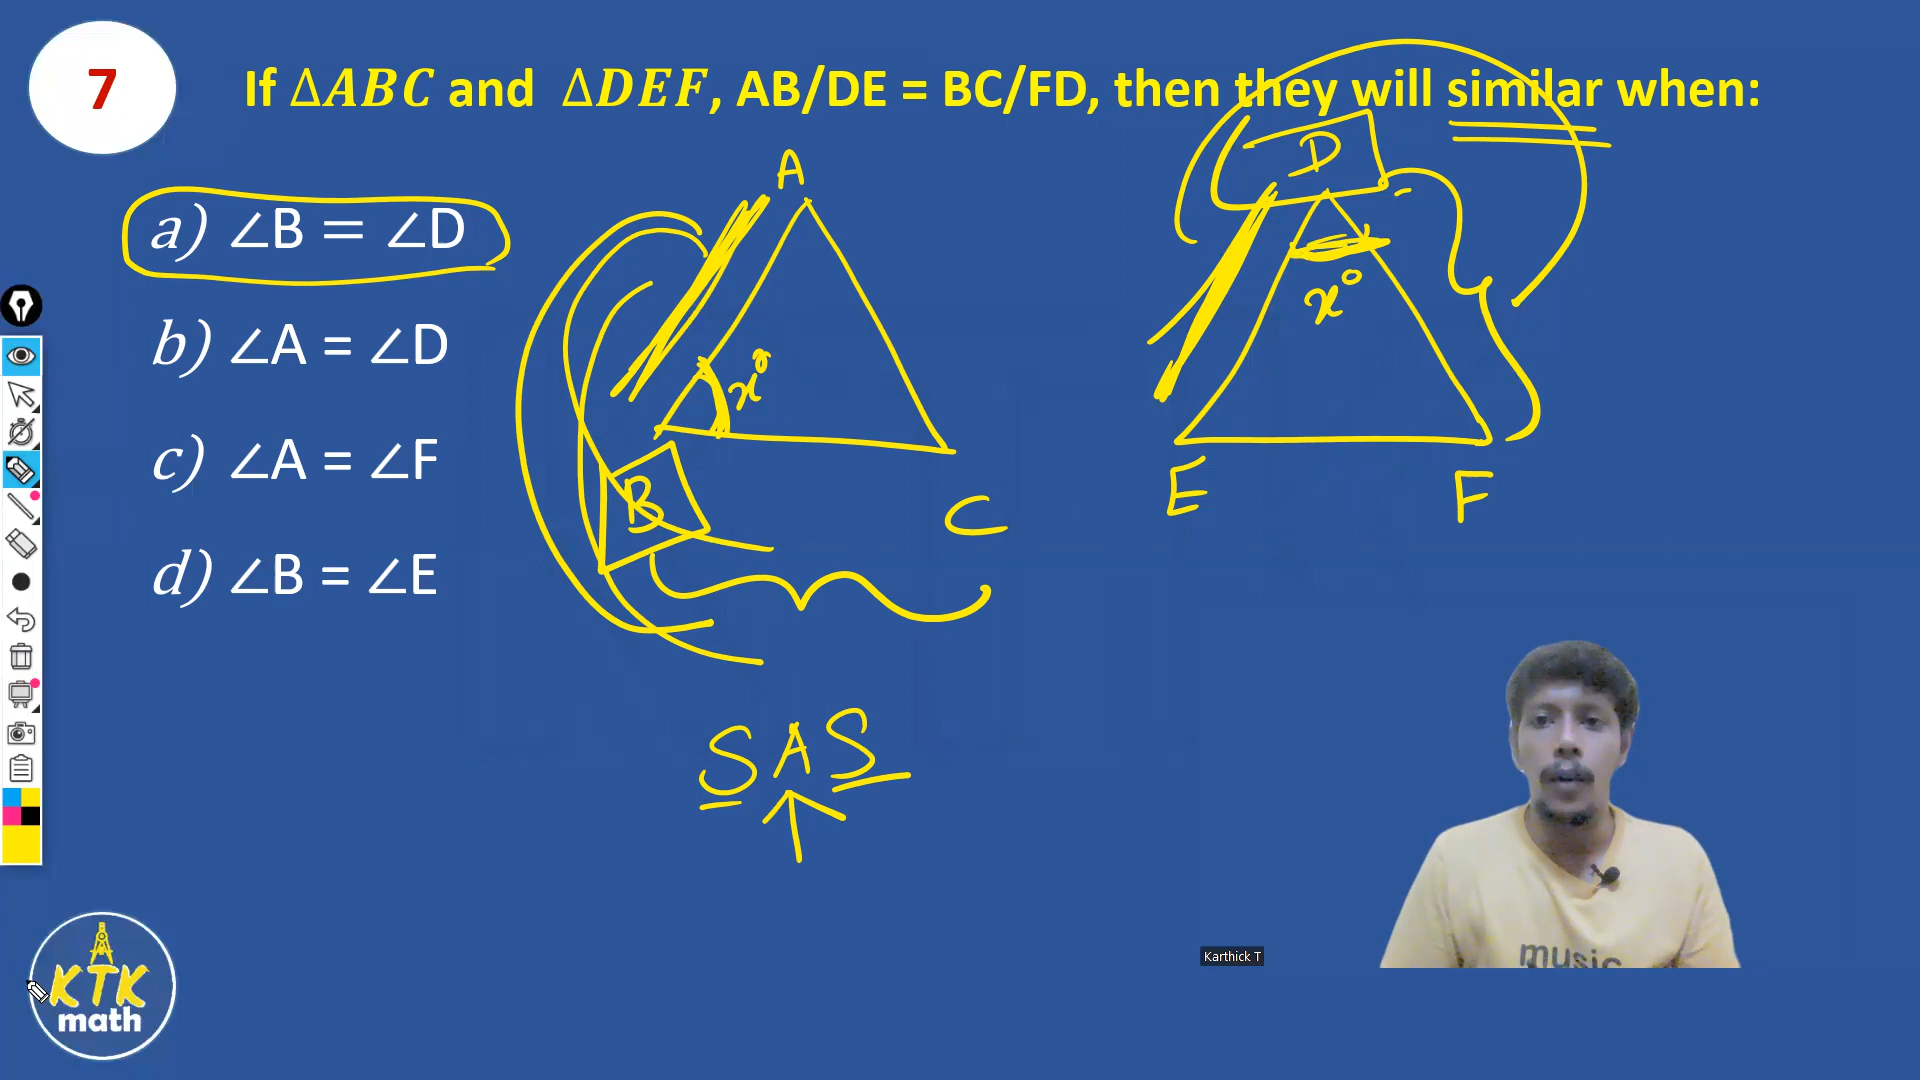 7
If ΔABC and ΔDEF, AB/DE = BC/FD, then they will similar when:
a) ∠B = ∠D
b) ∠A = ∠D
c) ∠A = ∠F
d) ∠B = ∠E
A
B
C
x°
D
E
F
x°
SAS
KTK
math
Karthick T
music